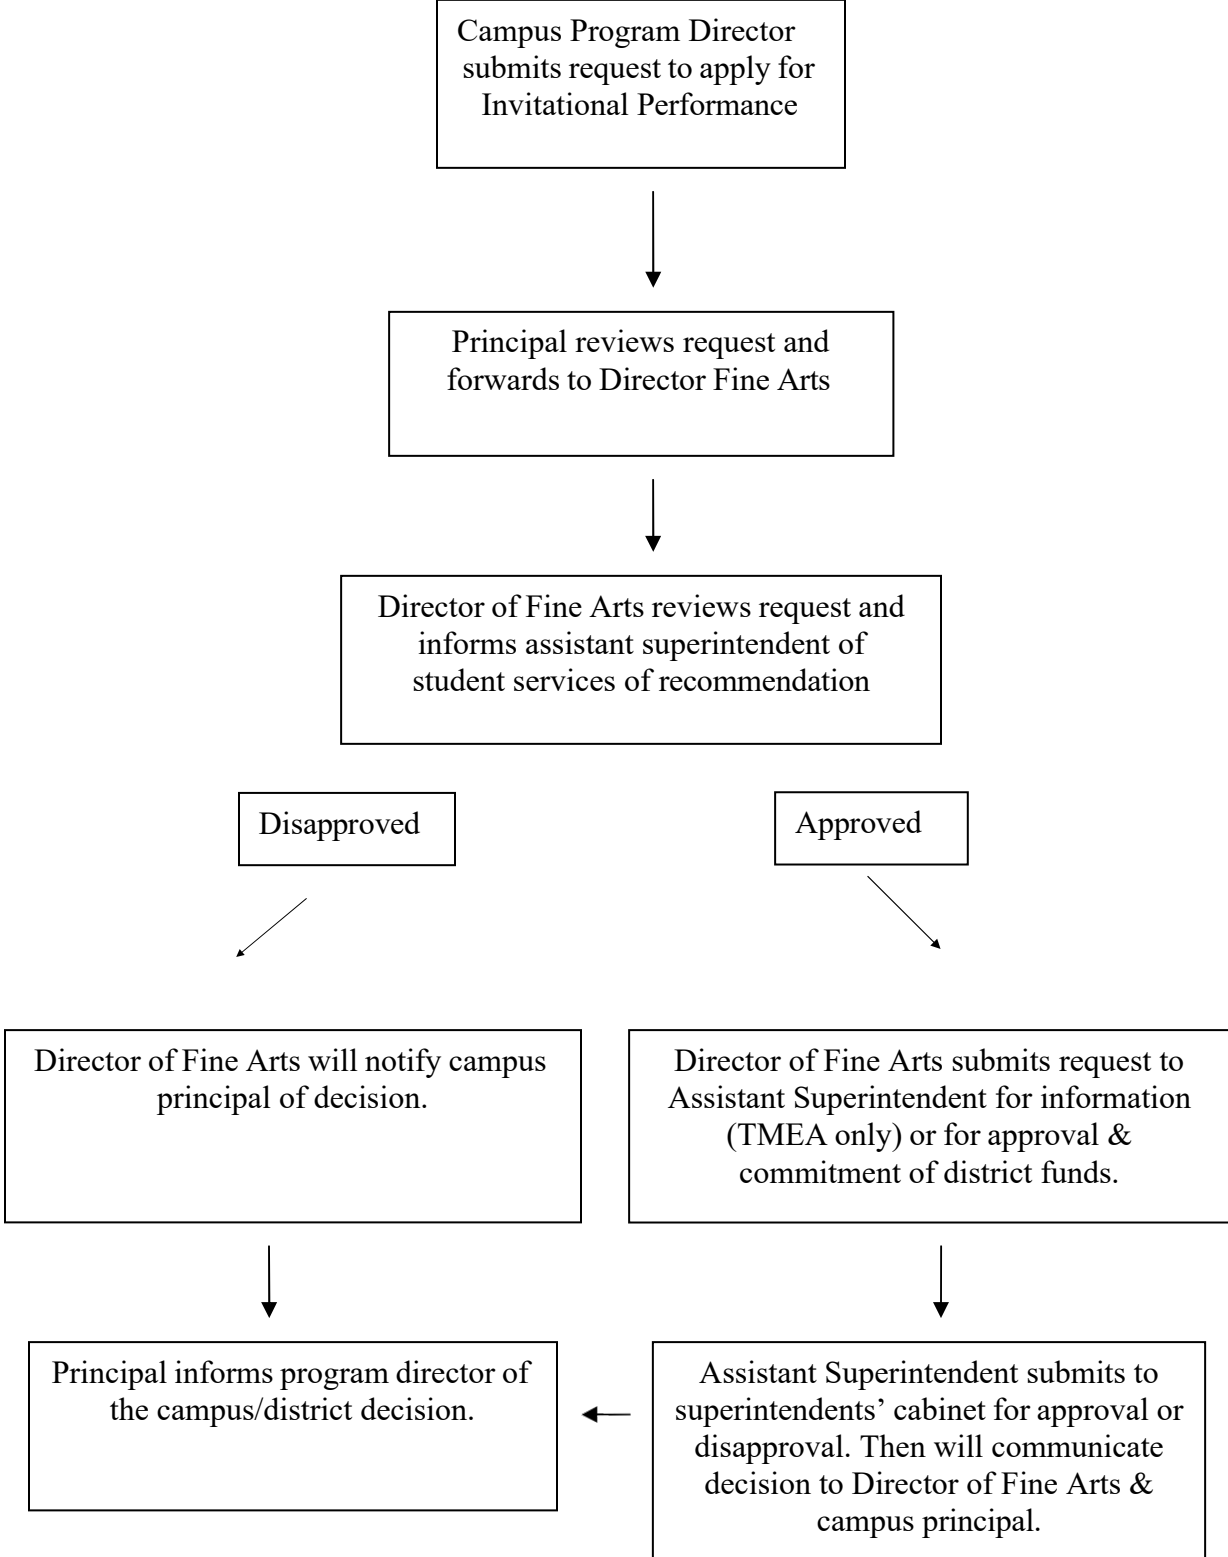 Campus Program Director
submits request to apply for
Invitational Performance
Principal reviews request and
forwards to Director Fine Arts
Director of Fine Arts reviews request and
informs assistant superintendent of
student services of recommendation
Disapproved
Approved
Director of Fine Arts will notify campus
principal of decision.
Director of Fine Arts submits request to
Assistant Superintendent for information
(TMEA only) or for approval &
commitment of district funds.
Principal informs program director of
the campus/district decision.
Assistant Superintendent submits to
superintendents’ cabinet for approval or
disapproval. Then will communicate
decision to Director of Fine Arts &
campus principal.